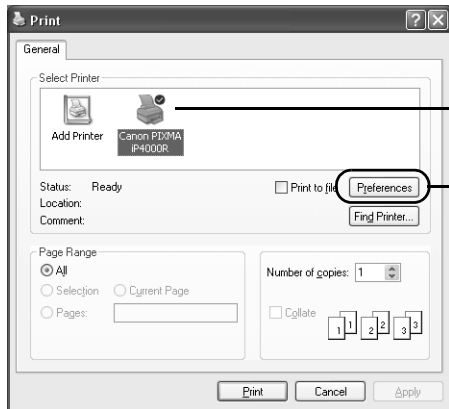 Print
General
Select Printer
Add Printer
Canon PIXMA
iP4000R
Status: Ready
Location:
Comment:
Print to file
Preferences
Find Printer...
Page Range
All
Selection
Current Page
Pages:
Number of copies: 1
Collate
1 1 2 2 3 3
Print
Cancel
Apply